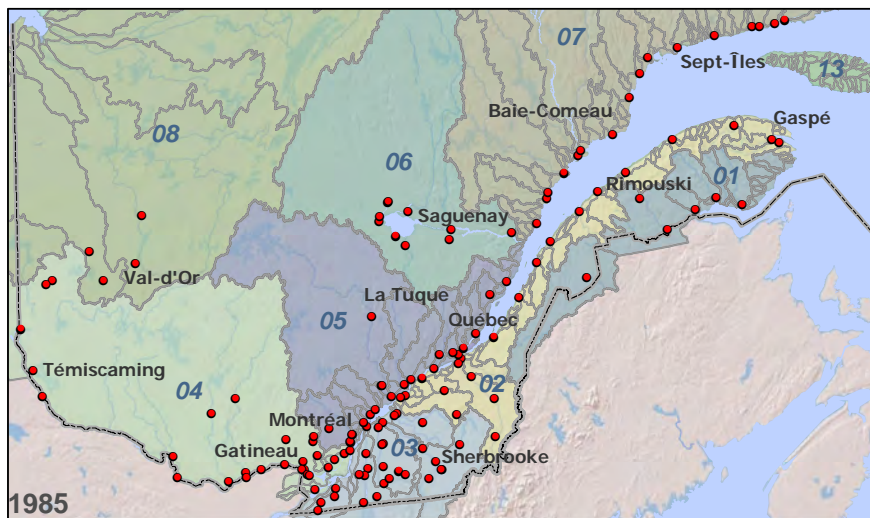 07
Sept-Îles
13
Baie-Comeau
Gaspé
08
06
01
Rimouski
Saguenay
Val-d'Or
La Tuque
05
Québec
Témiscaming
04
02
Montréal
Gatineau
03
Sherbrooke
1985